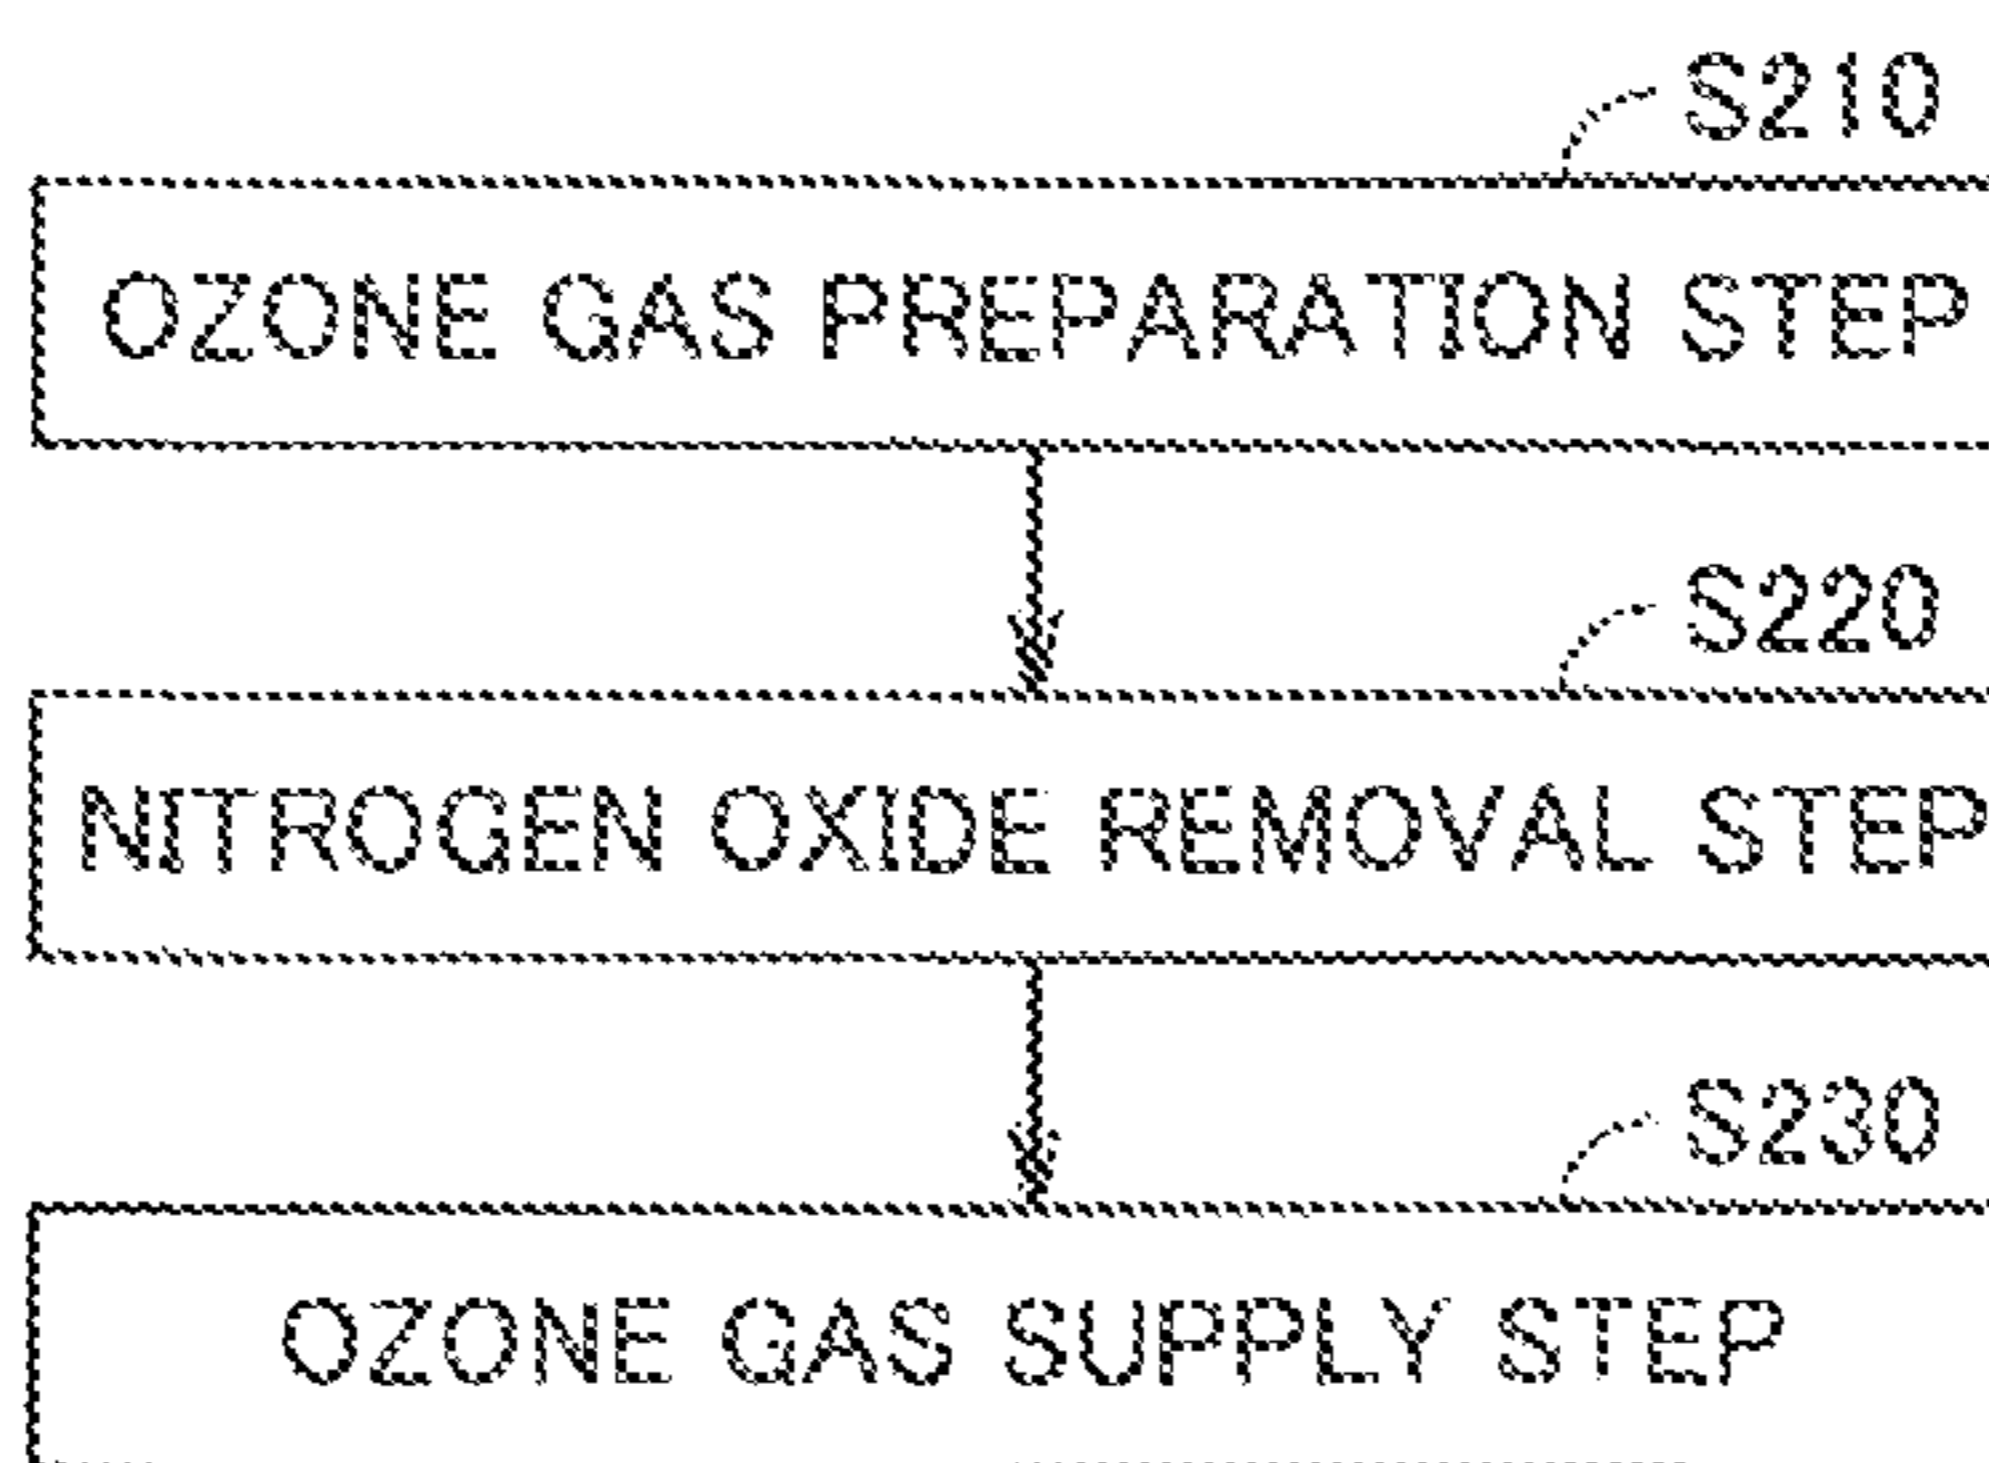 S210
OZONE GAS PREPARATION STEP
S220
NITROGEN OXIDE REMOVAL STEP
S230
OZONE GAS SUPPLY STEP